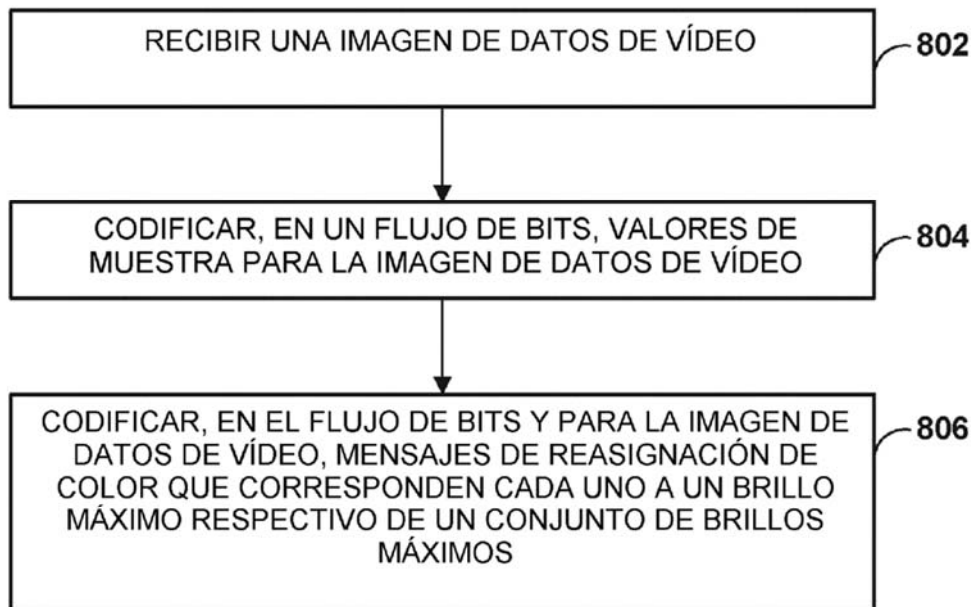 RECIBIR UNA IMAGEN DE DATOS DE VÍDEO
802
CODIFICAR, EN UN FLUJO DE BITS, VALORES DE
MUESTRA PARA LA IMAGEN DE DATOS DE VÍDEO
804
CODIFICAR, EN EL FLUJO DE BITS Y PARA LA IMAGEN DE
DATOS DE VÍDEO, MENSAJES DE REASIGNACIÓN DE
COLOR QUE CORRESPONDEN CADA UNO A UN BRILLO
MÁXIMO RESPECTIVO DE UN CONJUNTO DE BRILLOS
MÁXIMOS
806